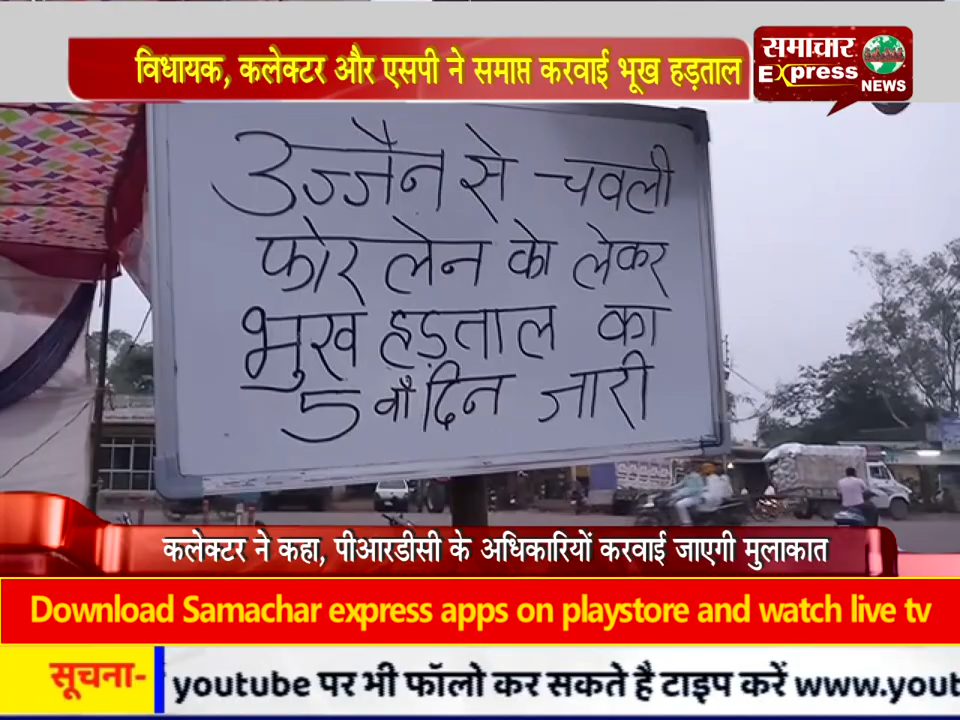 विधायक, कलेक्टर और एसपी ने समाप्त करवाई भूख हड़ताल
समाचार
Express
NEWS
उज्जैन से चवली
फोर लेन को लेकर
भुख हड़ताल का
5 वाँ दिन जारी
कलेक्टर ने कहा, पीआरडीसी के अधिकारियों करवाई जाएगी मुलाकात
Download Samachar express apps on playstore and watch live tv
सूचना- youtube पर भी फॉलो कर सकते है टाइप करें www.yout